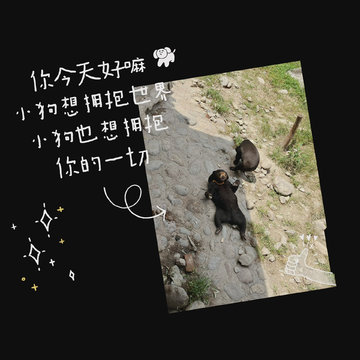 你今天好嘛
小狗想拥抱世界
小狗也想拥抱
你的一切